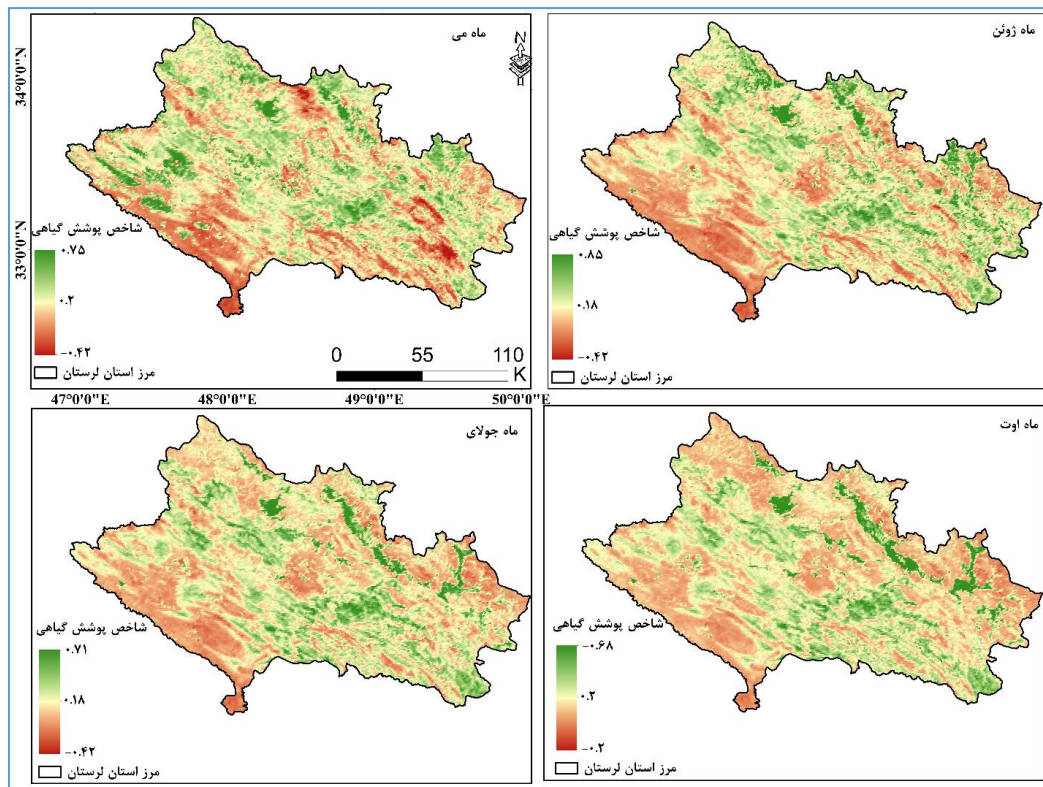 ماه می
N
34°0'0"N
33°0'0"N
شاخص پوشش گیاهی
۰.۷۵
۰.۲
−۰.۴۲
مرز استان لرستان
0 55 110
K
47°0'0"E 48°0'0"E 49°0'0"E 50°0'0"E
ماه ژوئن
شاخص پوشش گیاهی
۰.۸۵
۰.۱۸
−۰.۴۲
مرز استان لرستان
ماه جولای
شاخص پوشش گیاهی
۰.۷۱
۰.۱۸
−۰.۴۲
مرز استان لرستان
ماه اوت
شاخص پوشش گیاهی
−۰.۶۸
۰.۲
−۰.۲
مرز استان لرستان